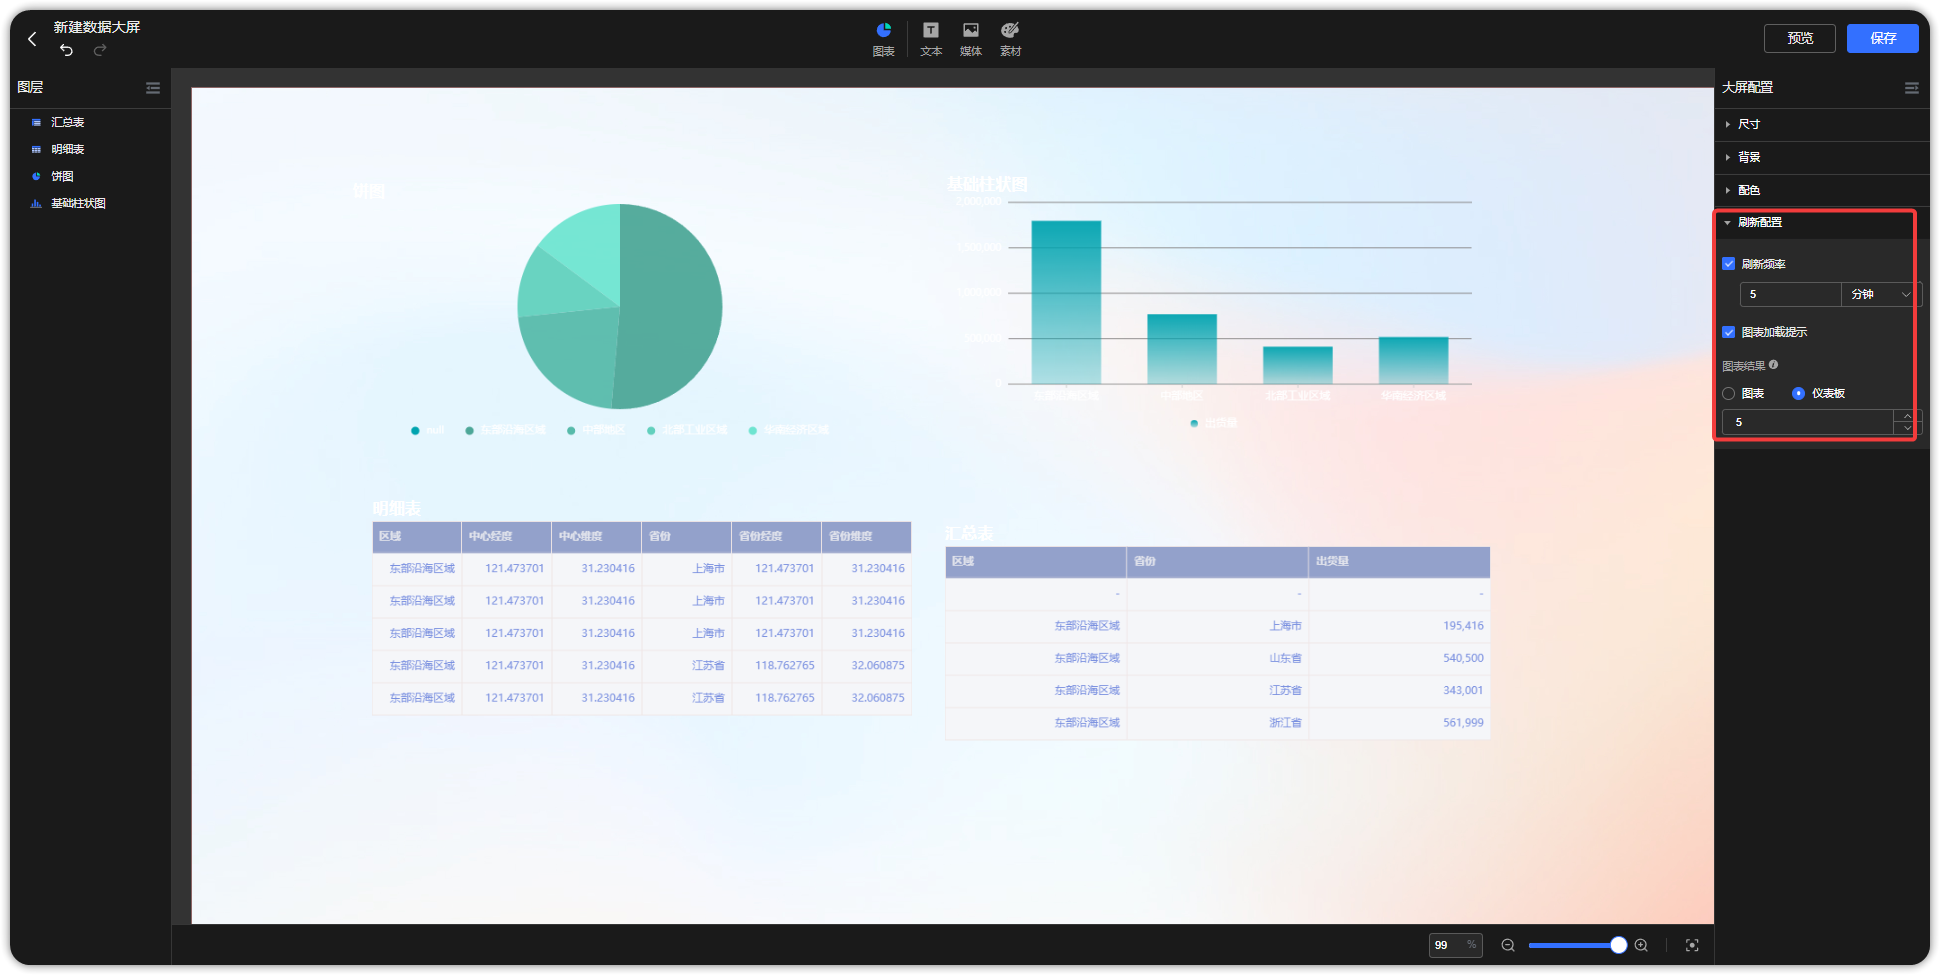 新建数据大屏
图表
文本
媒体
素材
预览
保存
图层
汇总表
明细表
饼图
基础柱状图
大屏配置
尺寸
背景
配色
刷新配置
刷新频率
5
分钟
图表加载提示
图表结果
图表
仪表板
5
饼图
null
东部沿海区域
中部地区
北部工业区域
华南经济区域
基础柱状图
2,000,000
1,500,000
1,000,000
500,000
0
东部沿海区域
中部地区
北部工业区域
华南经济区域
出货量
明细表
区域 中心经度 中心维度 省份 省份经度 省份维度
东部沿海区域 121.473701 31.230416 上海市 121.473701 31.230416
东部沿海区域 121.473701 31.230416 上海市 121.473701 31.230416
东部沿海区域 121.473701 31.230416 上海市 121.473701 31.230416
东部沿海区域 121.473701 31.230416 江苏省 118.762765 32.060875
东部沿海区域 121.473701 31.230416 江苏省 118.762765 32.060875
汇总表
区域 省份 出货量
- - -
东部沿海区域 上海市 195,416
东部沿海区域 山东省 540,500
东部沿海区域 江苏省 343,001
东部沿海区域 浙江省 561,999
99 %